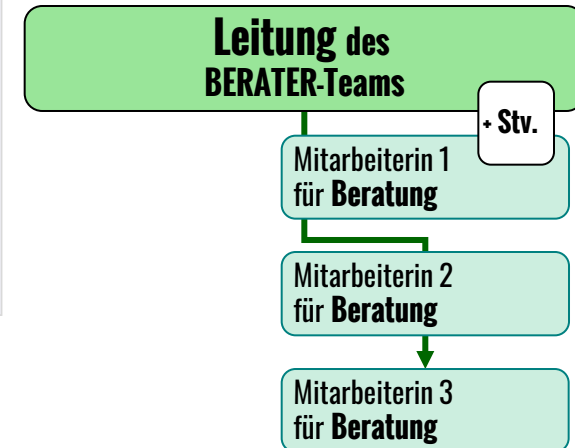 Leitung des
BERATER-Teams
+ Stv.
Mitarbeiterin 1
für Beratung
Mitarbeiterin 2
für Beratung
Mitarbeiterin 3
für Beratung